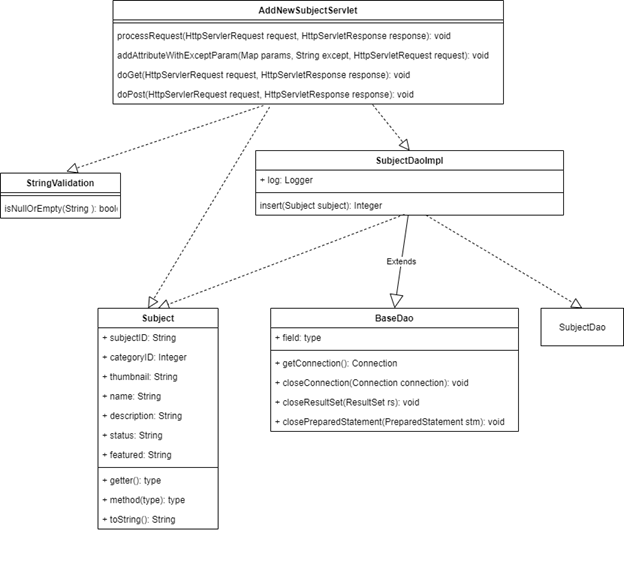 AddNewSubjectServlet
processRequest(HttpServlerRequest request, HttpServletResponse response): void
addAttributeWithExceptParam(Map params, String except, HttpServletRequest request): void
doGet(HttpServlerRequest request, HttpServletResponse response): void
doPost(HttpServlerRequest request, HttpServletResponse response): void
StringValidation
isNullOrEmpty(String ): bool
SubjectDaoImpl
+ log: Logger
insert(Subject subject): Integer
Extends
Subject
+ subjectID: String
+ categoryID: Integer
+ thumbnail: String
+ name: String
+ description: String
+ status: String
+ featured: String
+ getter(): type
+ method(type): type
+ toString(): String
BaseDao
+ field: type
+ getConnection(): Connection
+ closeConnection(Connection connection): void
+ closeResultSet(ResultSet rs): void
+ closePreparedStatement(PreparedStatement stm): void
SubjectDao